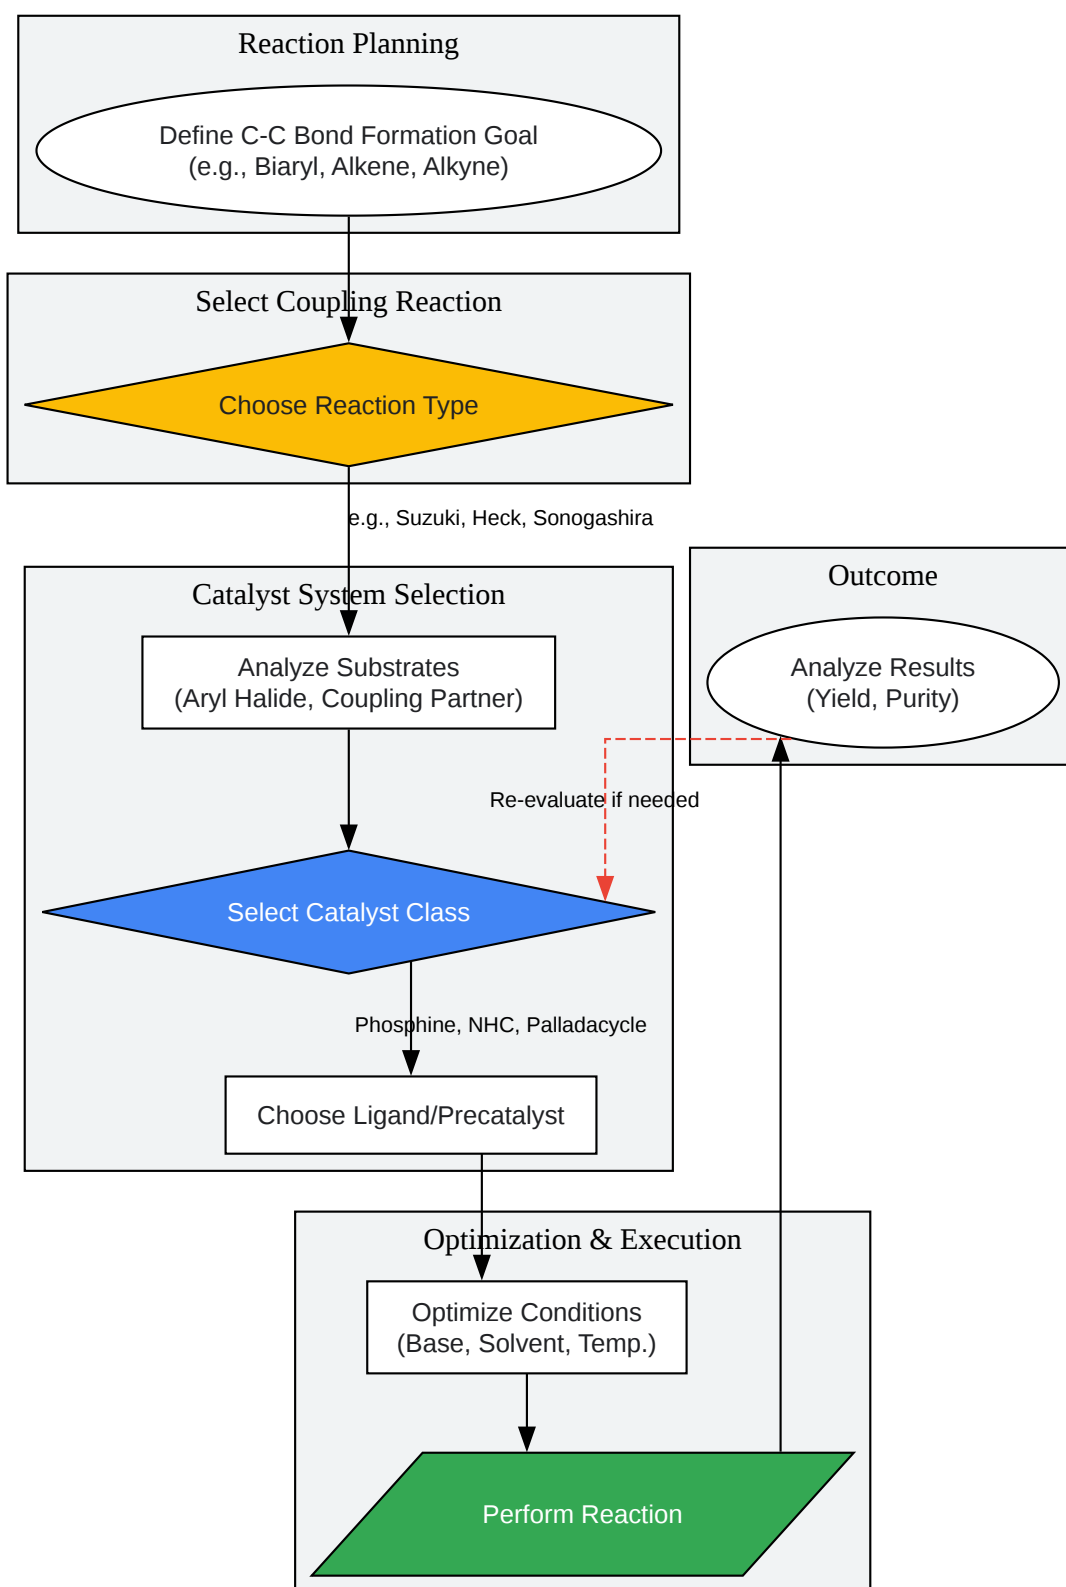 Reaction Planning
Define C-C Bond Formation Goal
(e.g., Biaryl, Alkene, Alkyne)
Select Coupling Reaction
Choose Reaction Type
e.g., Suzuki, Heck, Sonogashira
Catalyst System Selection
Analyze Substrates
(Aryl Halide, Coupling Partner)
Outcome
Analyze Results
(Yield, Purity)
Re-evaluate if needed
Select Catalyst Class
Phosphine, NHC, Palladacycle
Choose Ligand/Precatalyst
Optimization & Execution
Optimize Conditions
(Base, Solvent, Temp.)
Perform Reaction